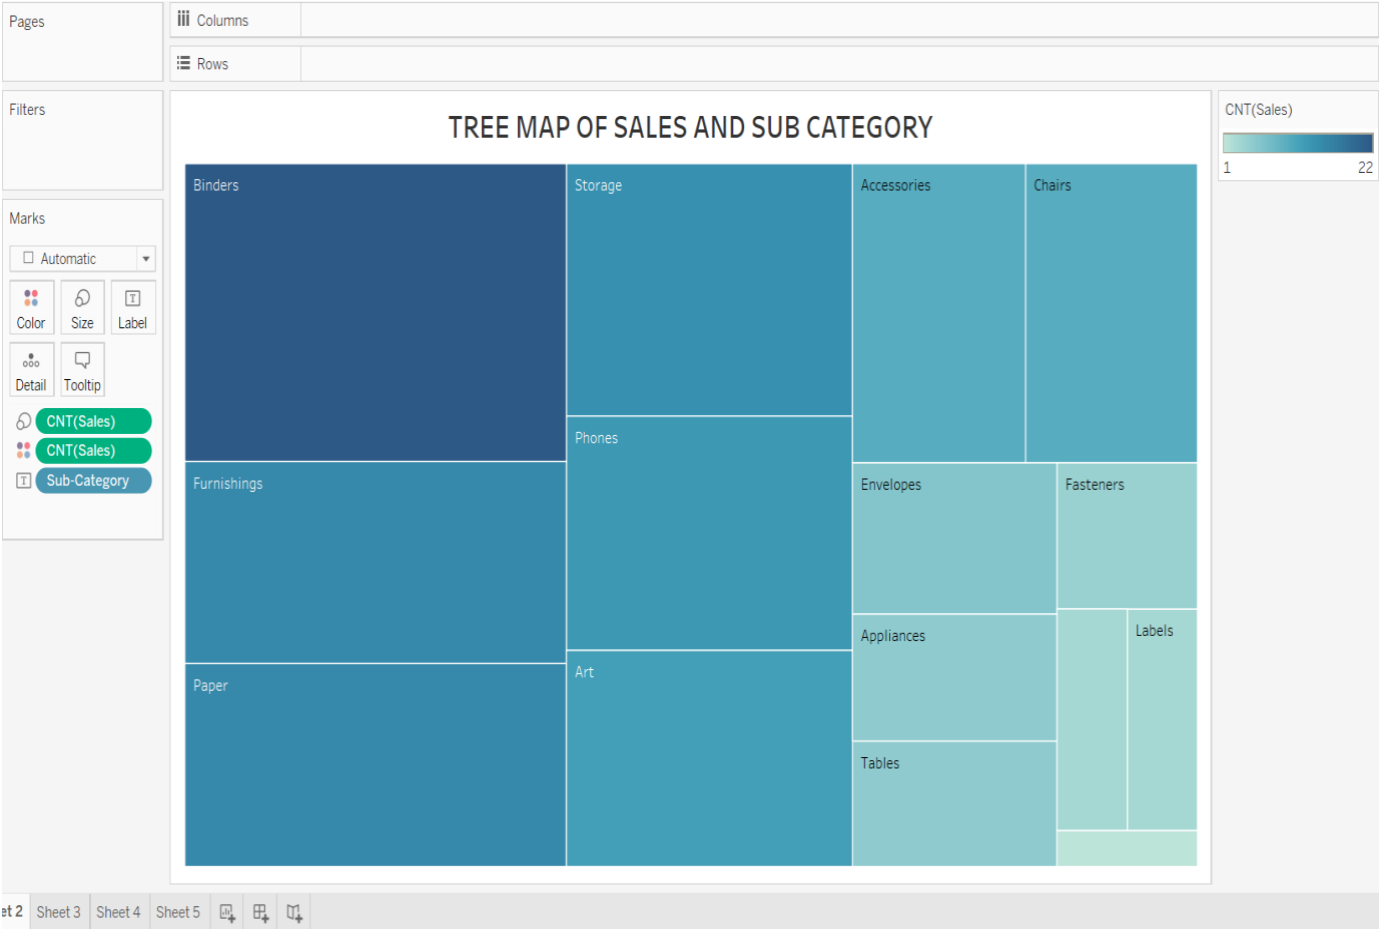 Pages
Columns
Rows
Filters
Marks
Automatic
Color
Size
Label
T
Detail
Tooltip
CNT(Sales)
CNT(Sales)
T
Sub-Category
TREE MAP OF SALES AND SUB CATEGORY
Binders
Storage
Accessories
Chairs
Phones
Furnishings
Envelopes
Fasteners
Appliances
Labels
Art
Paper
Tables
CNT(Sales)
1
22
et 2
Sheet 3
Sheet 4
Sheet 5